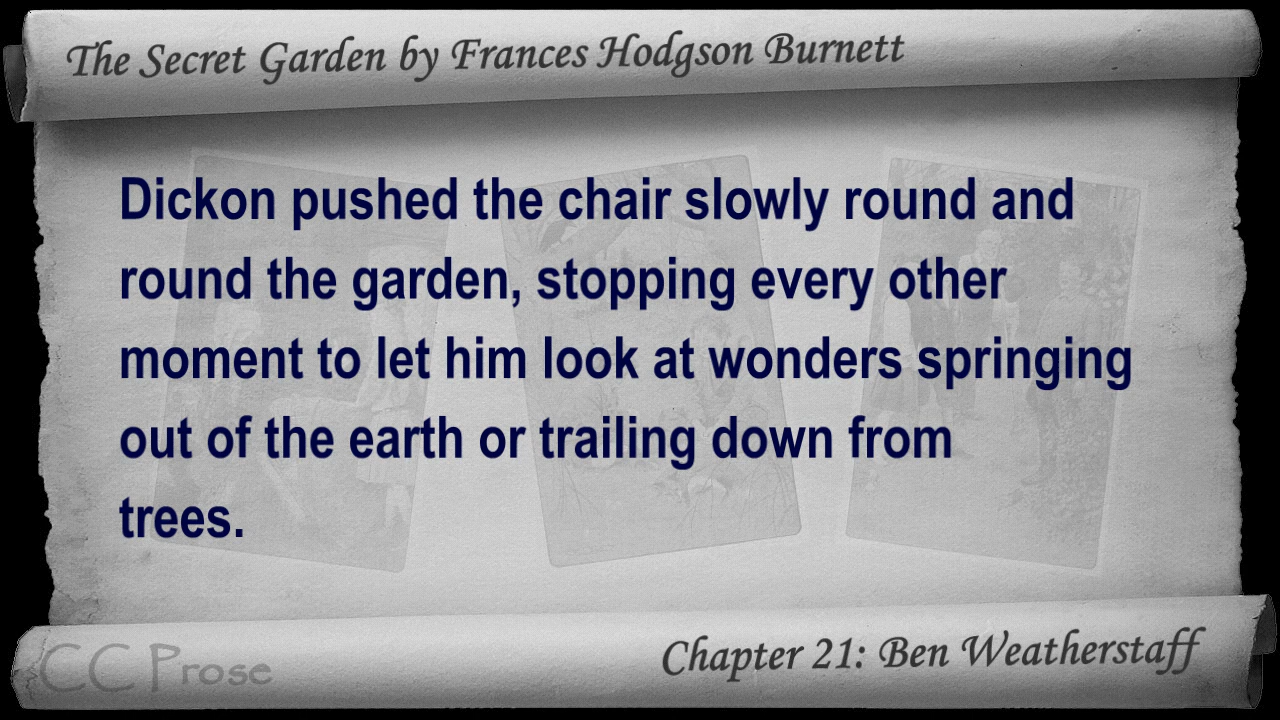 The Secret Garden by Frances Hodgson Burnett
Dickon pushed the chair slowly round and
round the garden, stopping every other
moment to let him look at wonders springing
out of the earth or trailing down from
trees.
CC Prose
Chapter 21: Ben Weatherstaff